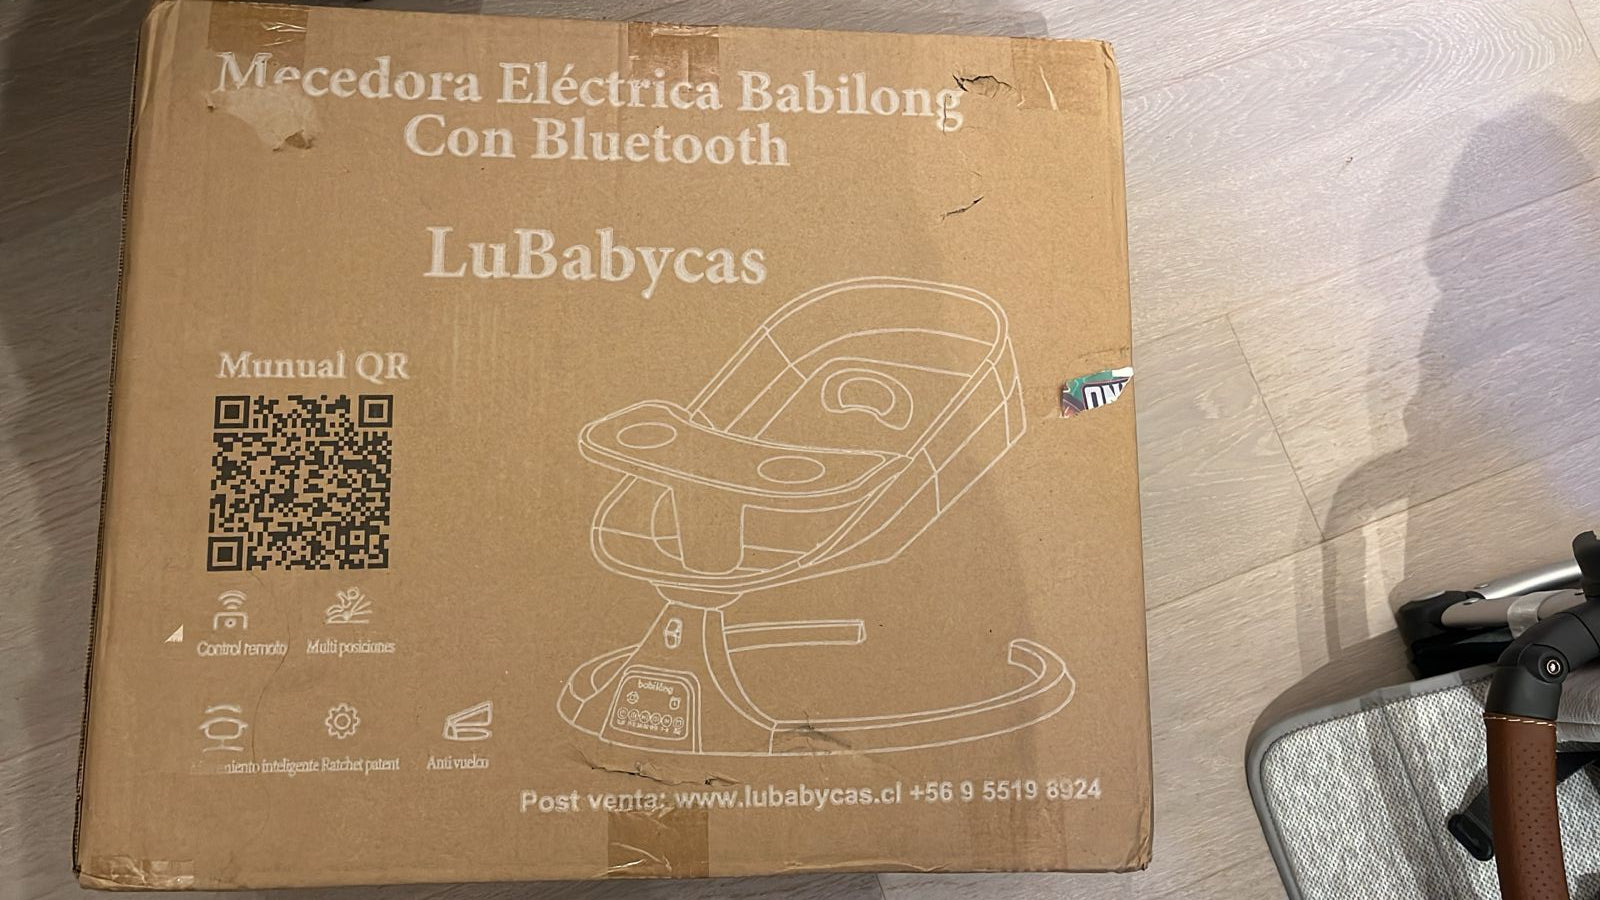 Mecedora Eléctrica Babilong
Con Bluetooth
LuBabycas
Munual QR
Control remoto
Multi posiciones
inteligente
Ratchet patent
Anti vuelco
babilong
Post venta: www.lubabycas.cl +56 9 5519 8924